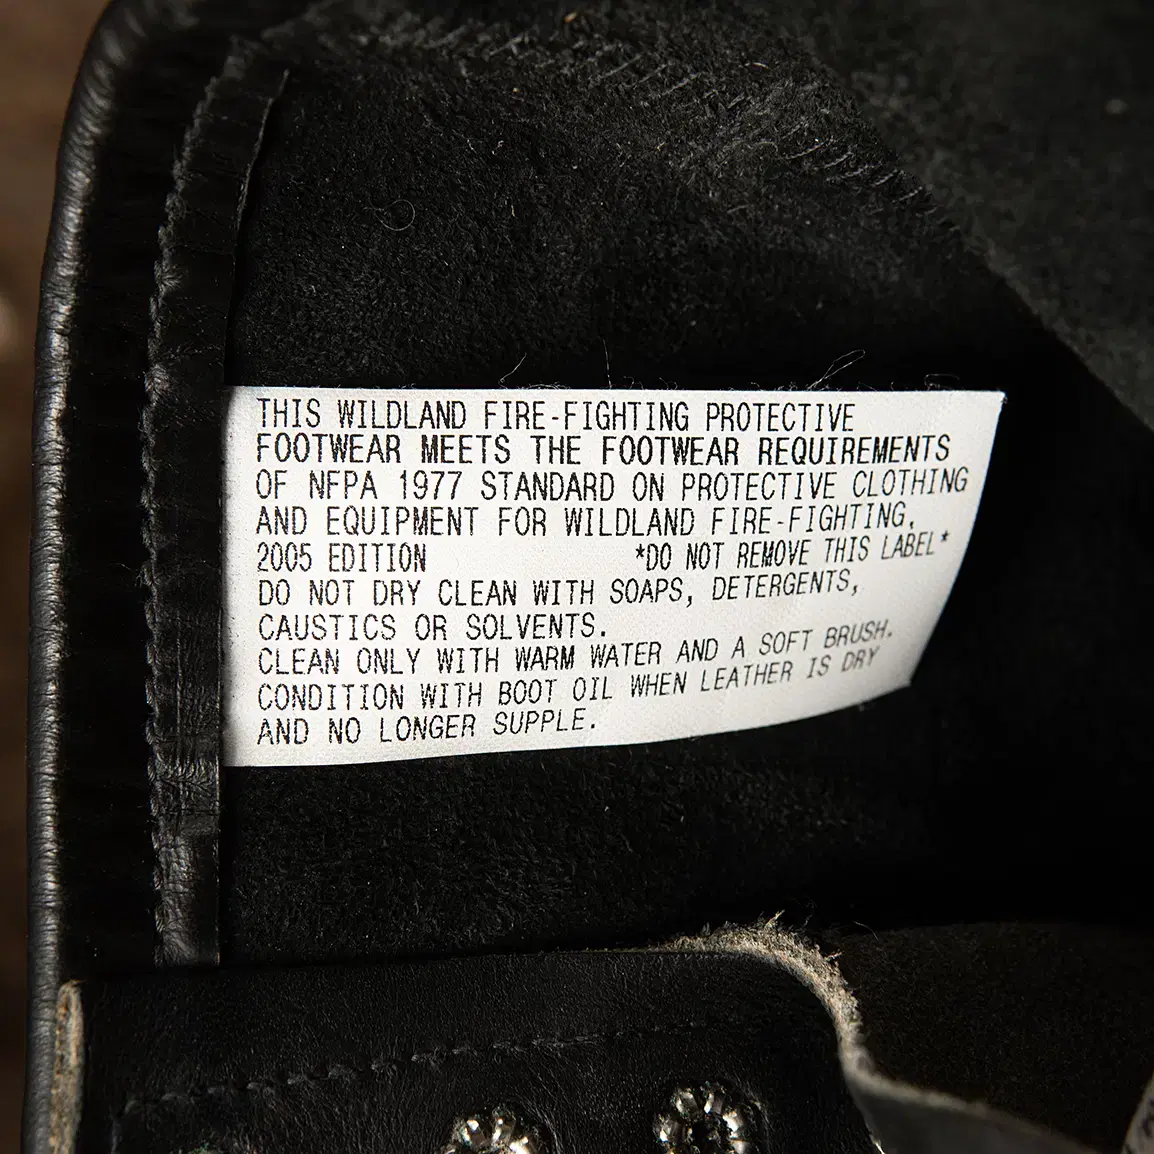 THIS WILDLAND FIRE-FIGHTING PROTECTIVE
FOOTWEAR MEETS THE FOOTWEAR REQUIREMENTS
OF NFPA 1977 STANDARD ON PROTECTIVE CLOTHING
AND EQUIPMENT FOR WILDLAND FIRE-FIGHTING,
2005 EDITION *DO NOT REMOVE THIS LABEL*
DO NOT DRY CLEAN WITH SOAPS, DETERGENTS,
CAUSTICS OR SOLVENTS.
CLEAN ONLY WITH WARM WATER AND A SOFT BRUSH.
CONDITION WITH BOOT OIL WHEN LEATHER IS DRY
AND NO LONGER SUPPLE.